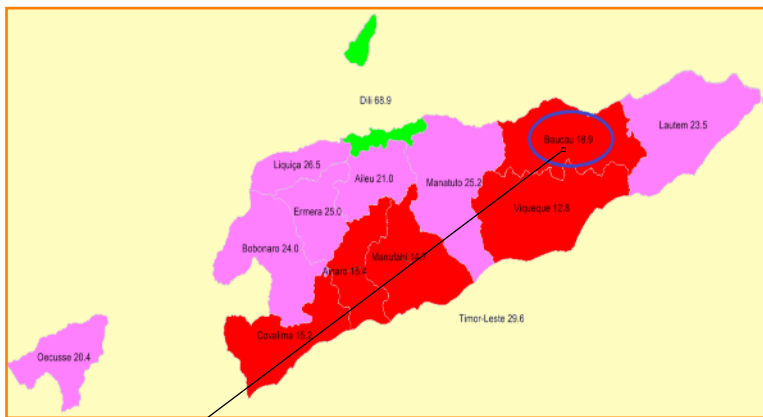 Dili 68.9
Baucau 18.9
Lautem 23.5
Liquiça 26.5
Aileu 21.0
Manatuto 25.2
Ermera 25.0
Viqueque 12.8
Bobonaro 24.0
Manufahi
Ainaro
Timor-Leste 29.6
Covalima 15.2
Oecusse 20.4